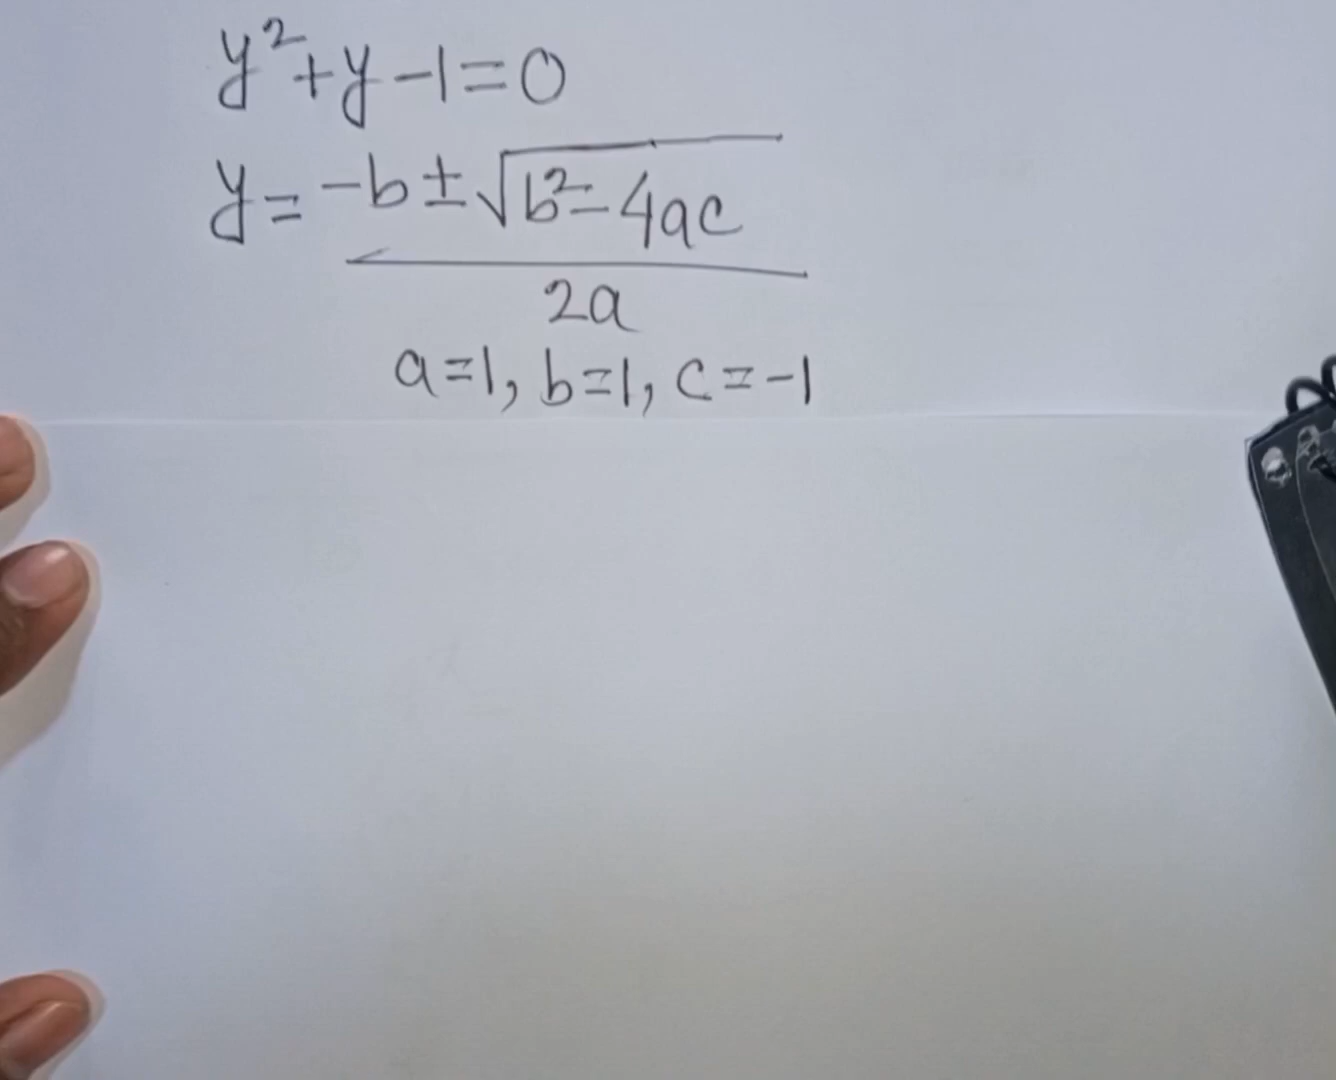 y²+y-1=0
y = -b ± √b²-4ac
2a
a=1, b=1, c=-1